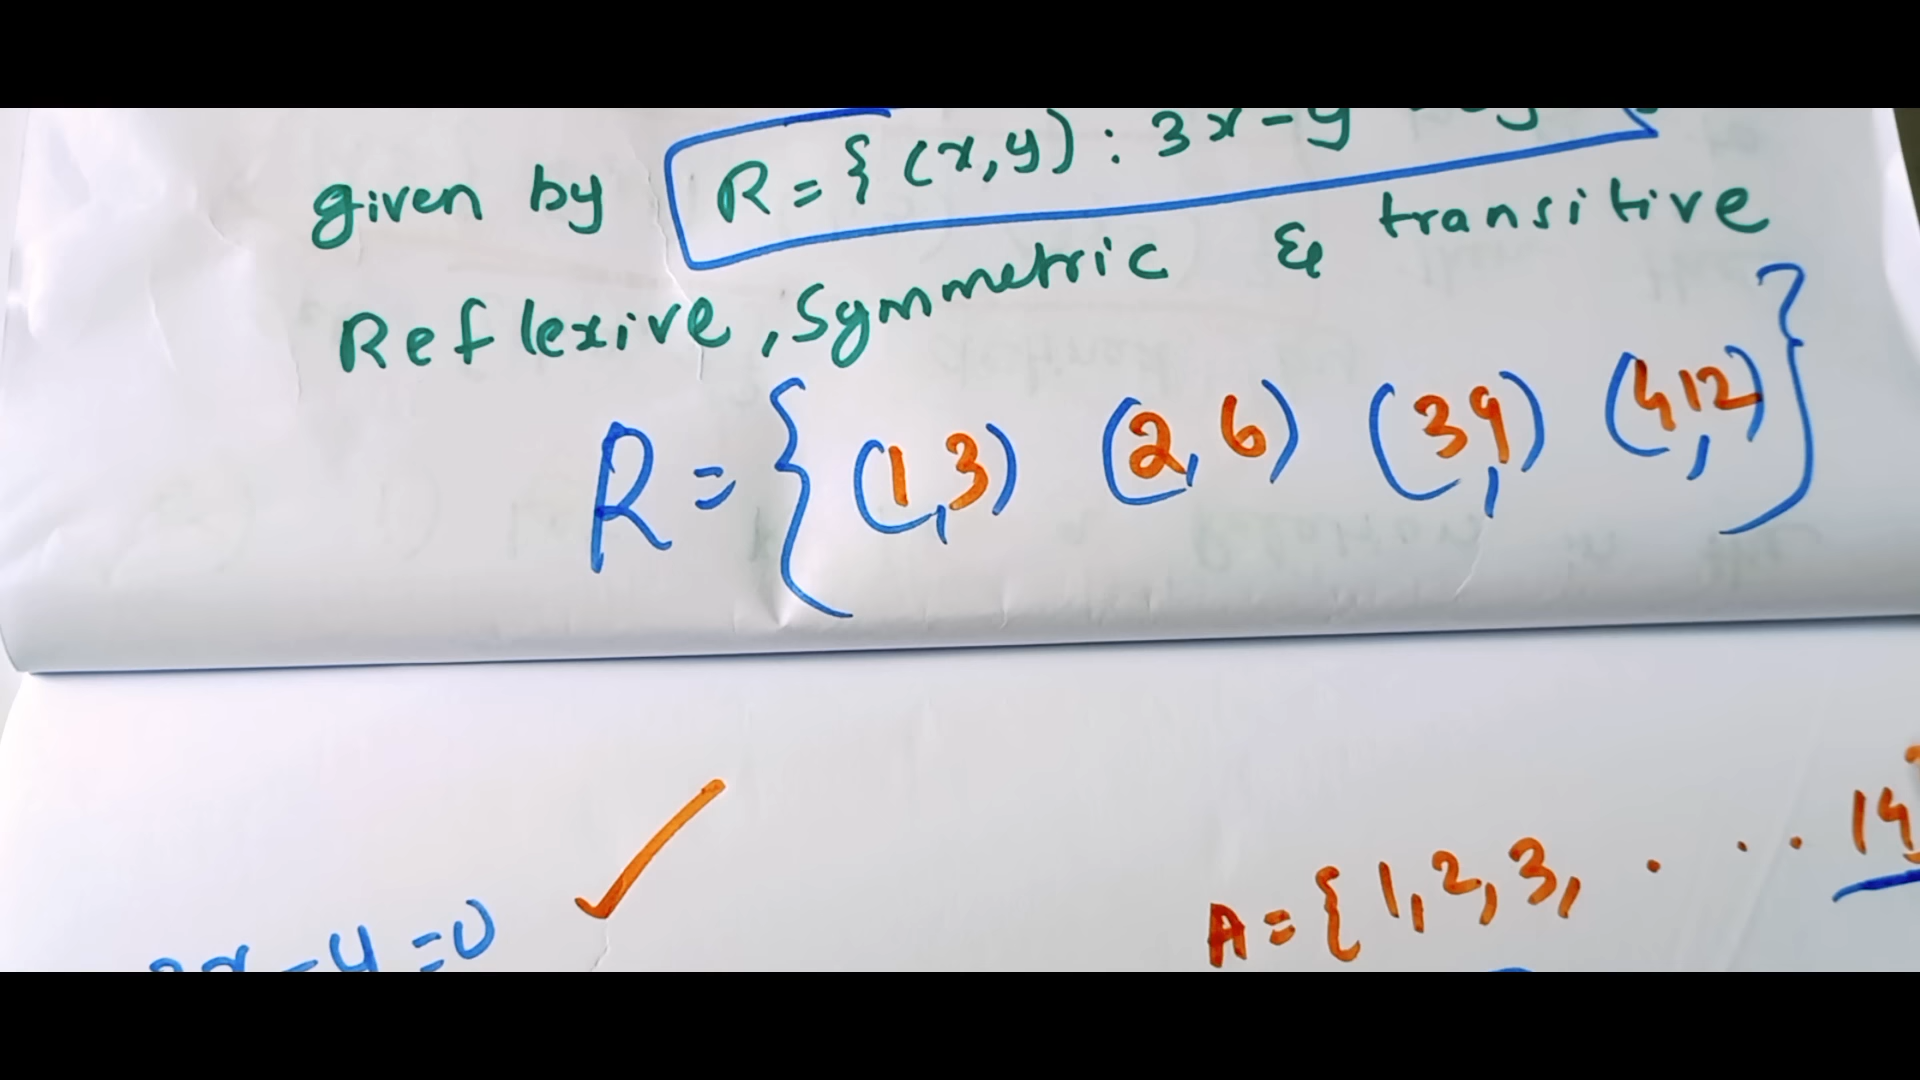 given by R = { (x, y) : 3x - y
Reflexive, Symmetric & transitive
R = { (1,3) (2,6) (3,9) (4,12) }
A = { 1, 2, 3, . . . . 14
x - y = 0